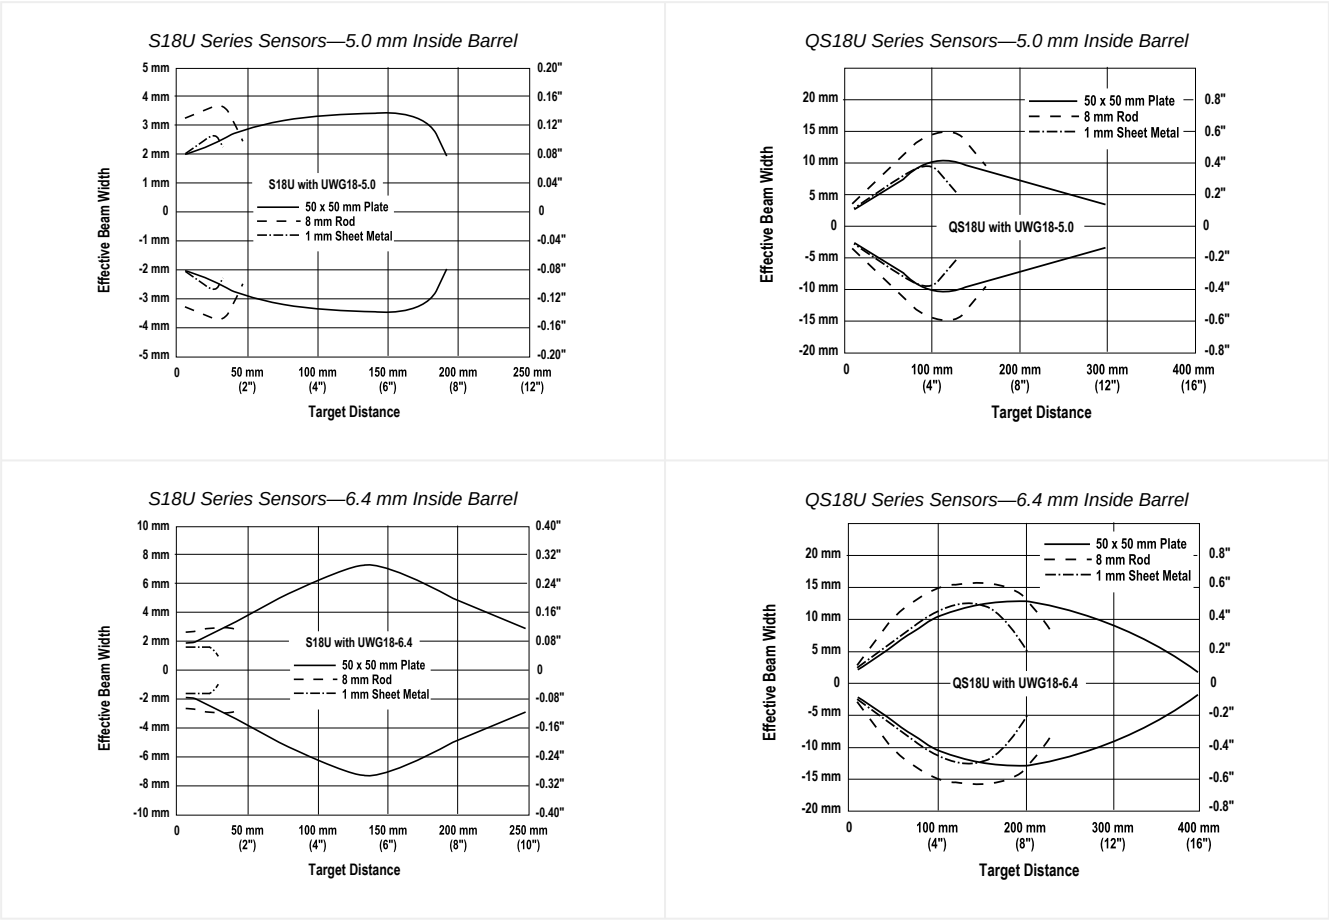 S18U Series Sensors—5.0 mm Inside Barrel
5 mm
4 mm
3 mm
2 mm
1 mm
0
-1 mm
-2 mm
-3 mm
-4 mm
-5 mm
Effective Beam Width
0.20"
0.16"
0.12"
0.08"
0.04"
0
-0.04"
-0.08"
-0.12"
-0.16"
-0.20"
S18U with UWG18-5.0
50 x 50 mm Plate
8 mm Rod
1 mm Sheet Metal
0 50 mm 100 mm 150 mm 200 mm 250 mm
(2") (4") (6") (8") (12")
Target Distance
QS18U Series Sensors—5.0 mm Inside Barrel
20 mm
15 mm
10 mm
5 mm
0
-5 mm
-10 mm
-15 mm
-20 mm
Effective Beam Width
0.8"
0.6"
0.4"
0.2"
0
-0.2"
-0.4"
-0.6"
-0.8"
50 x 50 mm Plate
8 mm Rod
1 mm Sheet Metal
QS18U with UWG18-5.0
0 100 mm 200 mm 300 mm 400 mm
(4") (8") (12") (16")
Target Distance
S18U Series Sensors—6.4 mm Inside Barrel
10 mm
8 mm
6 mm
4 mm
2 mm
0
-2 mm
-4 mm
-6 mm
-8 mm
-10 mm
Effective Beam Width
0.40"
0.32"
0.24"
0.16"
0.08"
0
-0.08"
-0.16"
-0.24"
-0.32"
-0.40"
S18U with UWG18-6.4
50 x 50 mm Plate
8 mm Rod
1 mm Sheet Metal
0 50 mm 100 mm 150 mm 200 mm 250 mm
(2") (4") (6") (8") (10")
Target Distance
QS18U Series Sensors—6.4 mm Inside Barrel
20 mm
15 mm
10 mm
5 mm
0
-5 mm
-10 mm
-15 mm
-20 mm
Effective Beam Width
0.8"
0.6"
0.4"
0.2"
0
-0.2"
-0.4"
-0.6"
-0.8"
50 x 50 mm Plate
8 mm Rod
1 mm Sheet Metal
QS18U with UWG18-6.4
0 100 mm 200 mm 300 mm 400 mm
(4") (8") (12") (16")
Target Distance